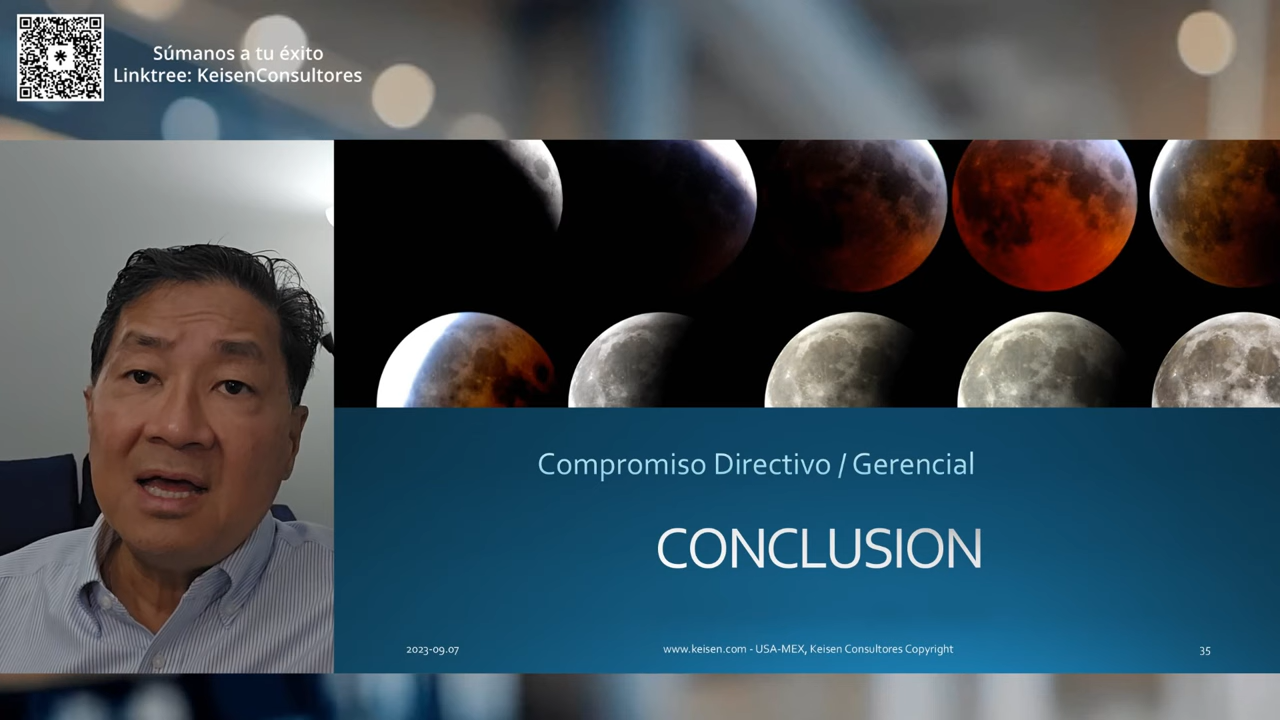 Súmanos a tu éxito
Linktree: KeisenConsultores
Compromiso Directivo / Gerencial
CONCLUSION
2023-09.07
www.keisen.com - USA-MEX, Keisen Consultores Copyright
35